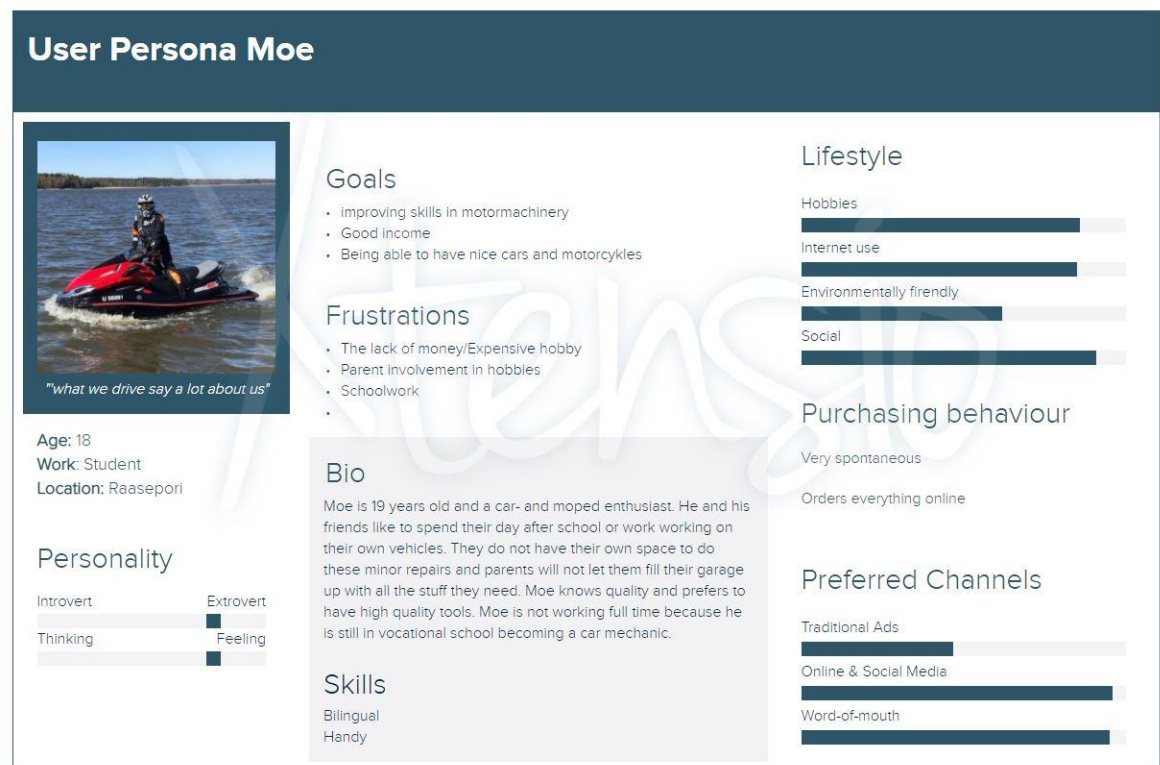 User Persona Moe
"'what we drive say a lot about us"
Age: 18
Work: Student
Location: Raasepori
Personality
Introvert Extrovert
Thinking Feeling
Goals
• improving skills in motormachinery
• Good income
• Being able to have nice cars and motorcykles
Frustrations
• The lack of money/Expensive hobby
• Parent involvement in hobbies
• Schoolwork
•
Bio
Moe is 19 years old and a car- and moped enthusiast. He and his
friends like to spend their day after school or work working on
their own vehicles. They do not have their own space to do
these minor repairs and parents will not let them fill their garage
up with all the stuff they need. Moe knows quality and prefers to
have high quality tools. Moe is not working full time because he
is still in vocational school becoming a car mechanic.
Skills
Bilingual
Handy
Lifestyle
Hobbies
Internet use
Environmentally firendly
Social
Purchasing behaviour
Very spontaneous
Orders everything online
Preferred Channels
Traditional Ads
Online & Social Media
Word-of-mouth
Xtensio